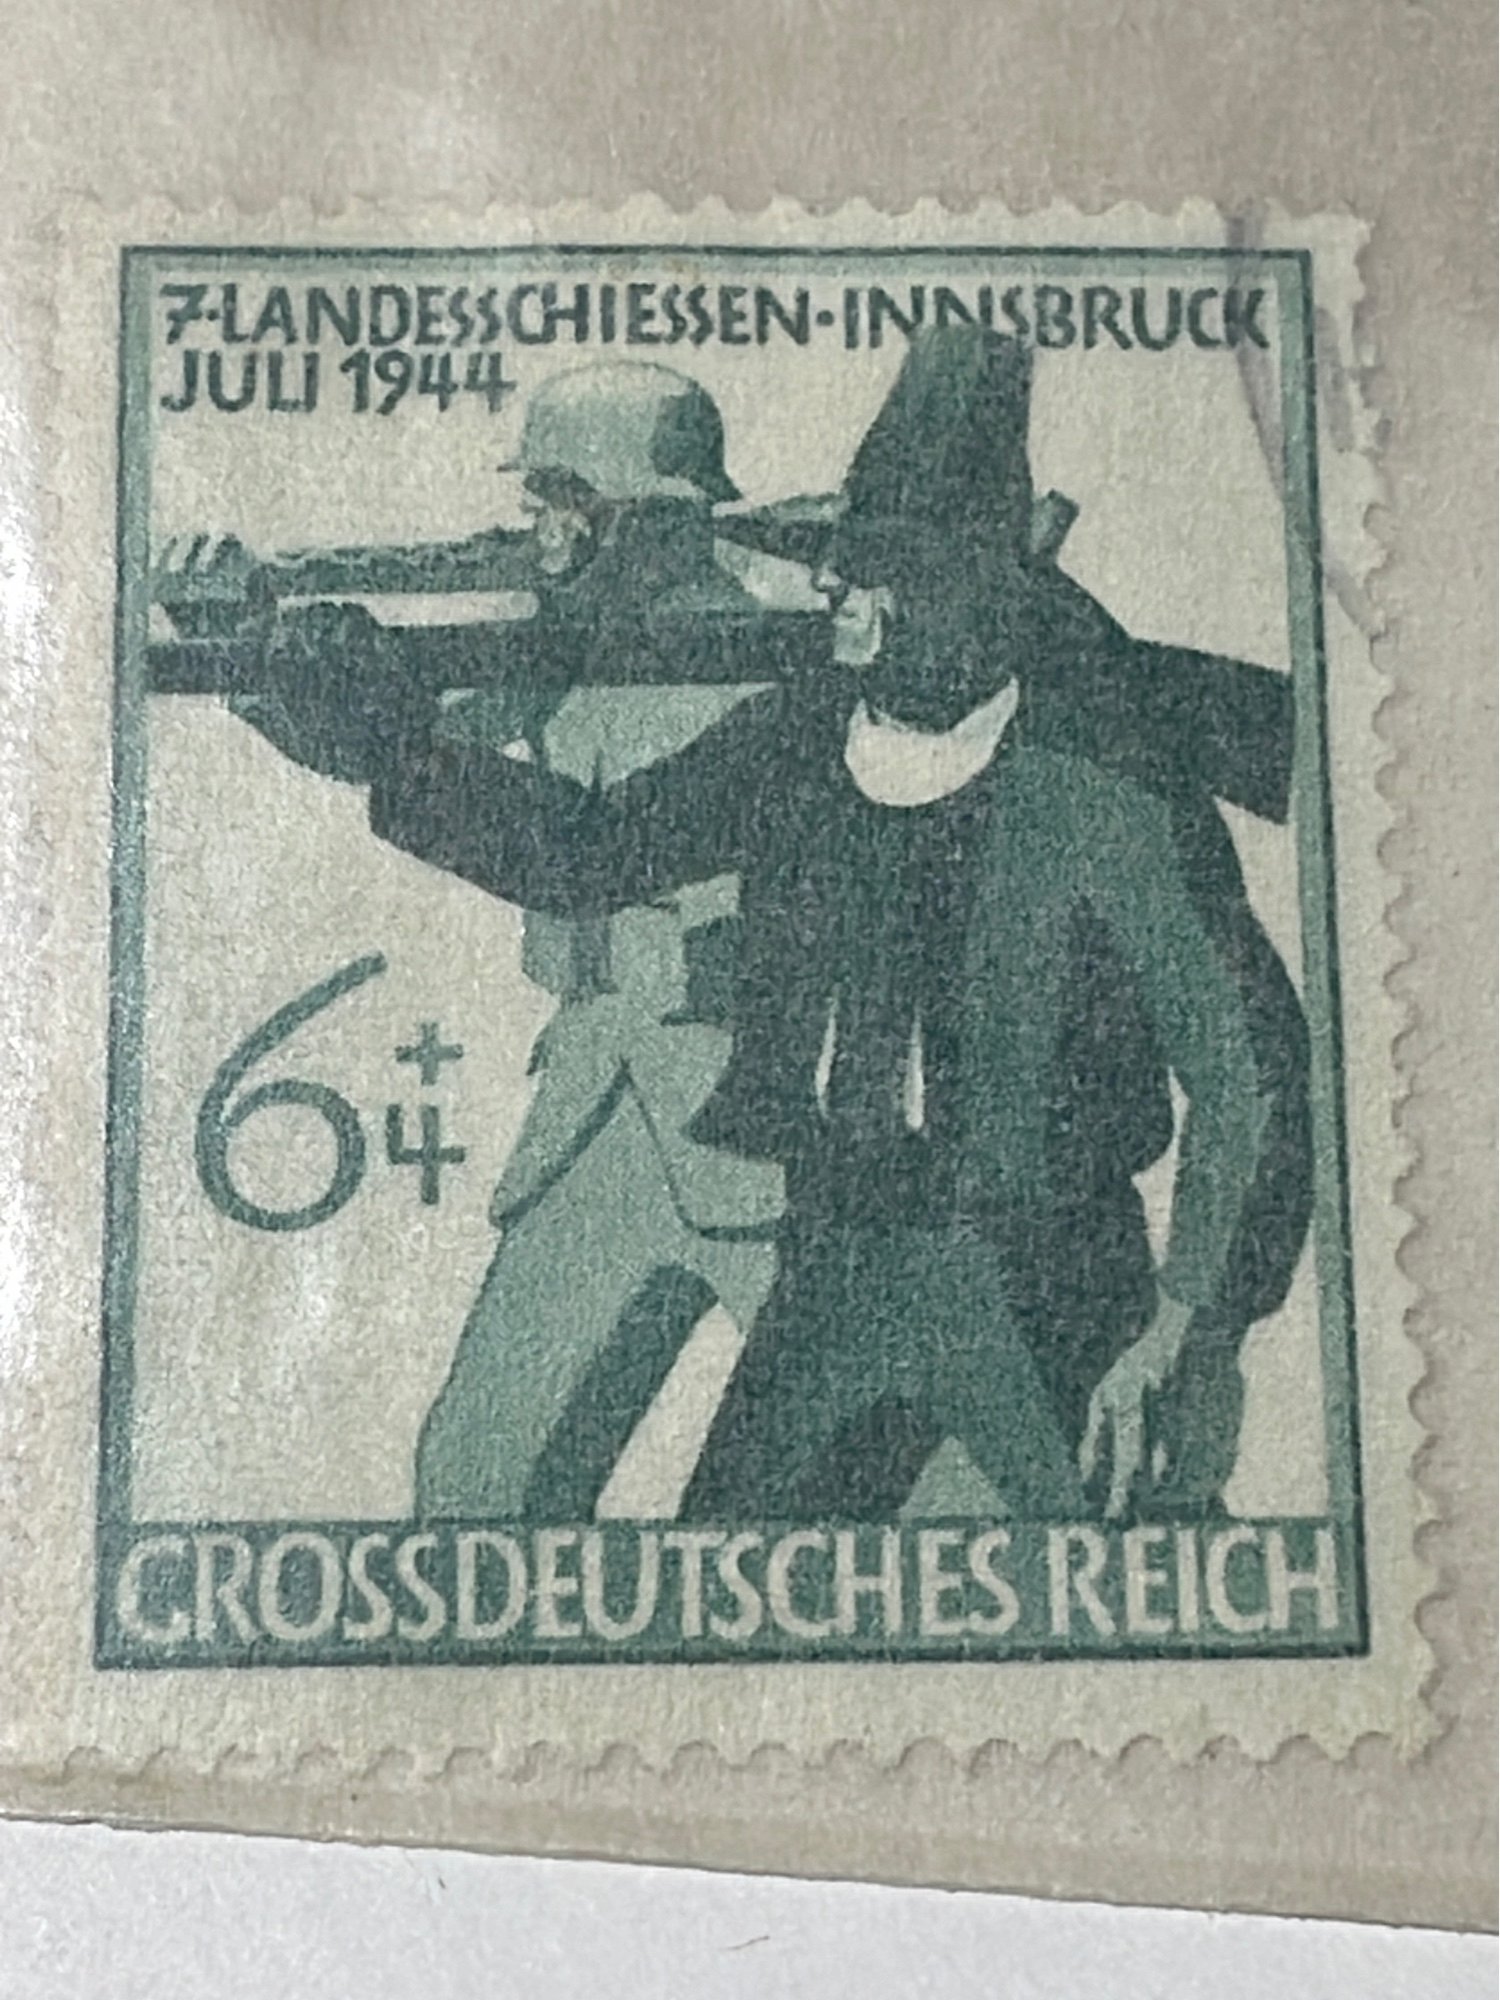 7·LANDESSCHIESSEN·INNSBRUCK
JULI 1944
6+4
GROSSDEUTSCHES REICH